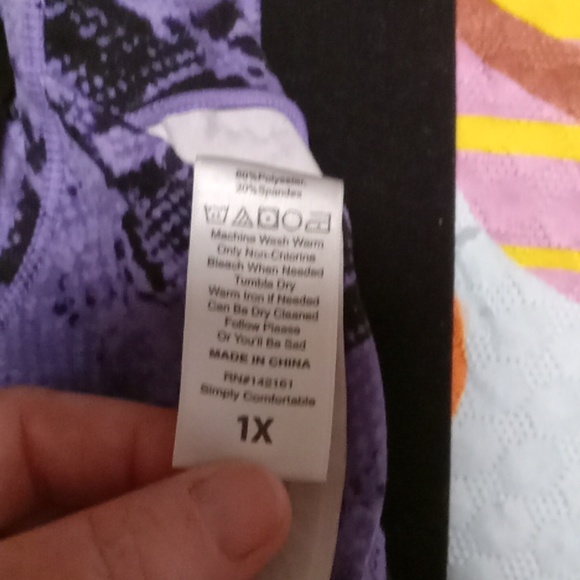 80%Polyester
20%Spandex
Machine Wash Warm
Only Non-Chlorine
Bleach When Needed
Tumble Dry
Warm Iron if Needed
Can Be Dry Cleaned
Follow Please
Or You'll Be Sad
MADE IN CHINA
RN#142161
Simply Comfortable
1X